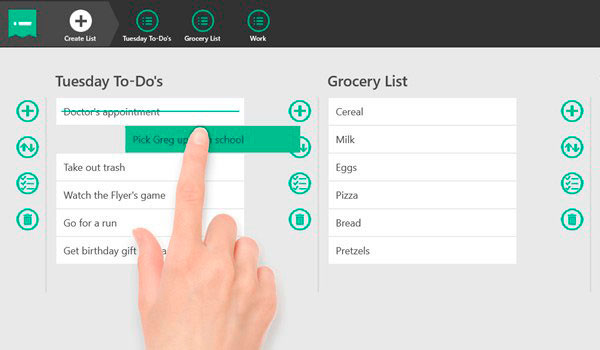 Create List
Tuesday To-Do's
Grocery List
Work
Tuesday To-Do's
Doctor's appointment
Pick Greg up school
Take out trash
Watch the Flyer's game
Go for a run
Get birthday gift
Grocery List
Cereal
Milk
Eggs
Pizza
Bread
Pretzels